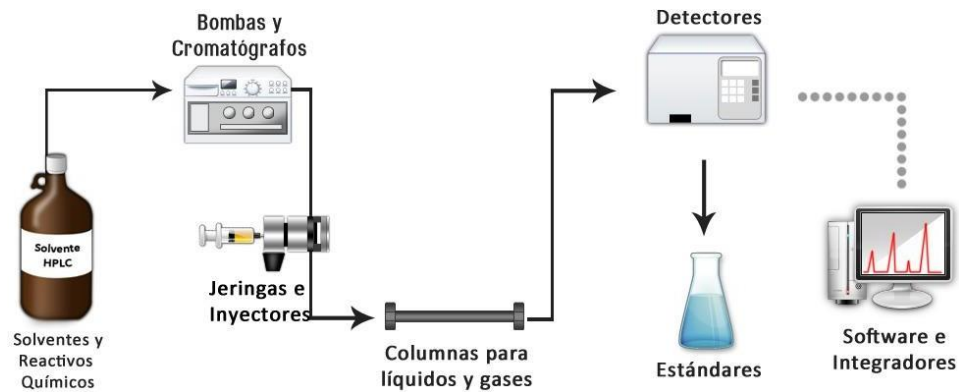 Bombas y
Cromatógrafos
Detectores
Solvente
HPLC
Jeringas e
Inyectores
Solventes y
Reactivos
Químicos
Columnas para
líquidos y gases
Estándares
Software e
Integradores